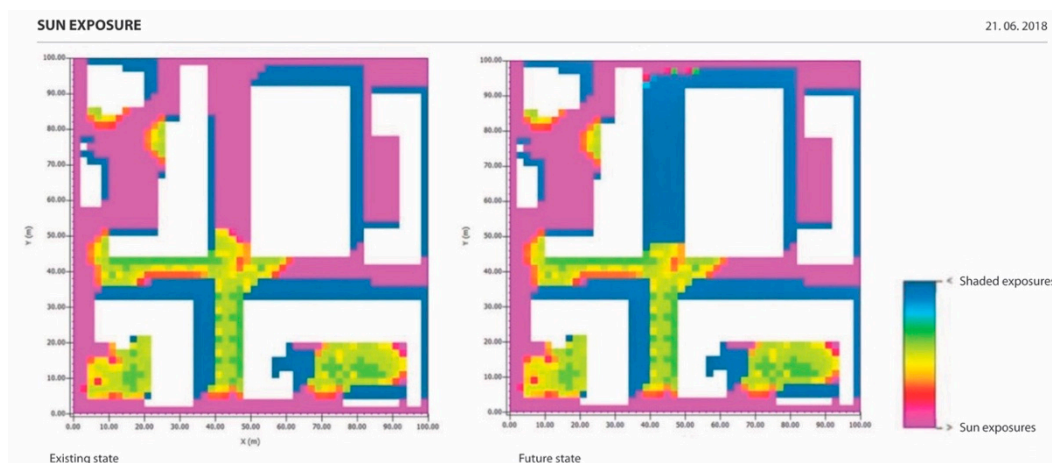 SUN EXPOSURE
21. 06. 2018
100.00
90.00
80.00
70.00
60.00
50.00
40.00
30.00
20.00
10.00
0.00
Y (m)
0.00 10.00 20.00 30.00 40.00 50.00 60.00 70.00 80.00 90.00 100.00
X (m)
Existing state
100.00
90.00
80.00
70.00
60.00
50.00
40.00
30.00
20.00
10.00
0.00
Y (m)
0.00 10.00 20.00 30.00 40.00 50.00 60.00 70.00 80.00 90.00 100.00
Future state
Shaded exposures
Sun exposures